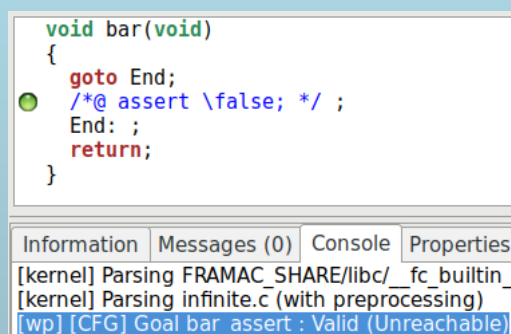 void bar(void)
{
goto End;
/*@ assert \false; */ ;
End: ;
return;
}
Information Messages (0) Console Properties
[kernel] Parsing FRAMAC_SHARE/libc/__fc_builtin_
[kernel] Parsing infinite.c (with preprocessing)
[wp] [CFG] Goal bar_assert : Valid (Unreachable)